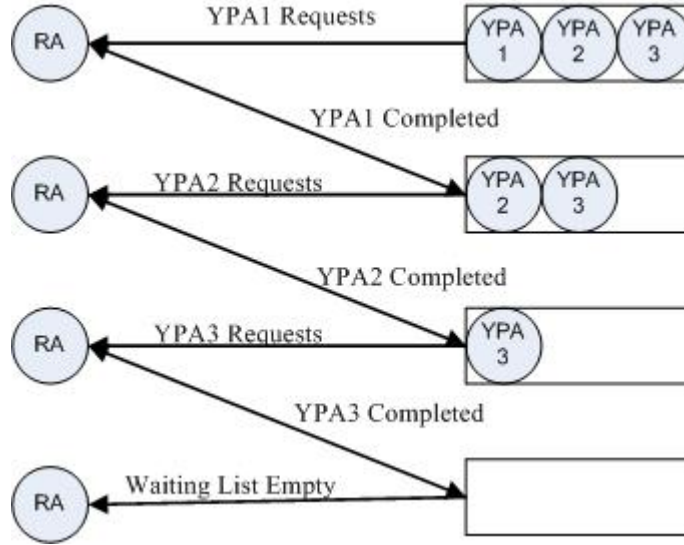 RA
YPA1 Requests
YPA
1
YPA
2
YPA
3
YPA1 Completed
RA
YPA2 Requests
YPA
2
YPA
3
YPA2 Completed
RA
YPA3 Requests
YPA
3
YPA3 Completed
RA
Waiting List Empty